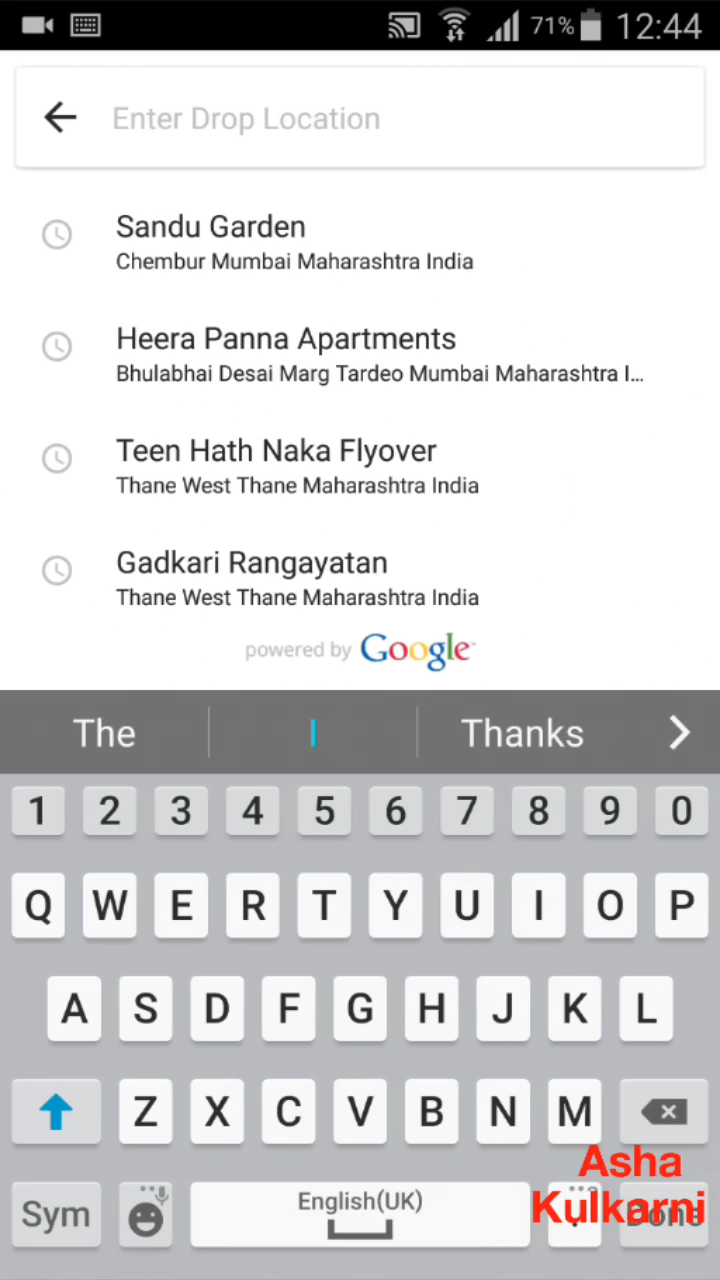 71% 12:44
Enter Drop Location
Sandu Garden
Chembur Mumbai Maharashtra India
Heera Panna Apartments
Bhulabhai Desai Marg Tardeo Mumbai Maharashtra I...
Teen Hath Naka Flyover
Thane West Thane Maharashtra India
Gadkari Rangayatan
Thane West Thane Maharashtra India
powered by Google
The I Thanks
1 2 3 4 5 6 7 8 9 0
Q W E R T Y U I O P
A S D F G H J K L
Z X C V B N M
Asha
Kulkarni
Sym English(UK) Done